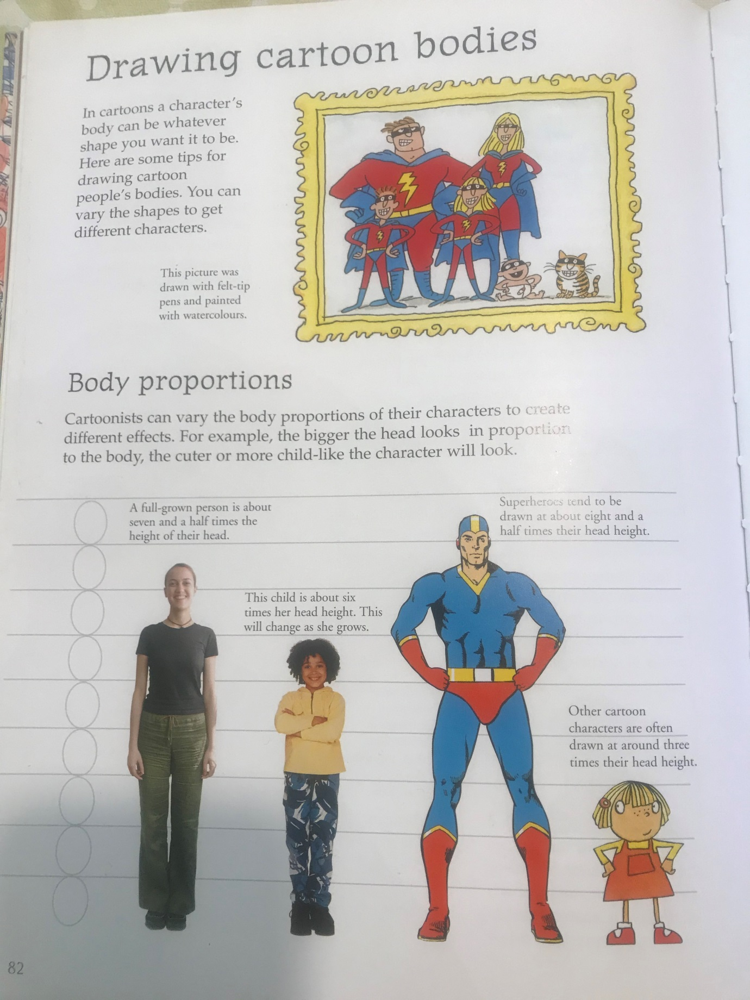 Drawing cartoon bodies
In cartoons a character's
body can be whatever
shape you want it to be.
Here are some tips for
drawing cartoon
people's bodies. You can
vary the shapes to get
different characters.
This picture was
drawn with felt-tip
pens and painted
with watercolours.
Body proportions
Cartoonists can vary the body proportions of their characters to create
different effects. For example, the bigger the head looks in proportion
to the body, the cuter or more child-like the character will look.
A full-grown person is about
seven and a half times the
height of their head.
Superheroes tend to be
drawn at about eight and a
half times their head height.
This child is about six
times her head height. This
will change as she grows.
Other cartoon
characters are often
drawn at around three
times their head height.
82